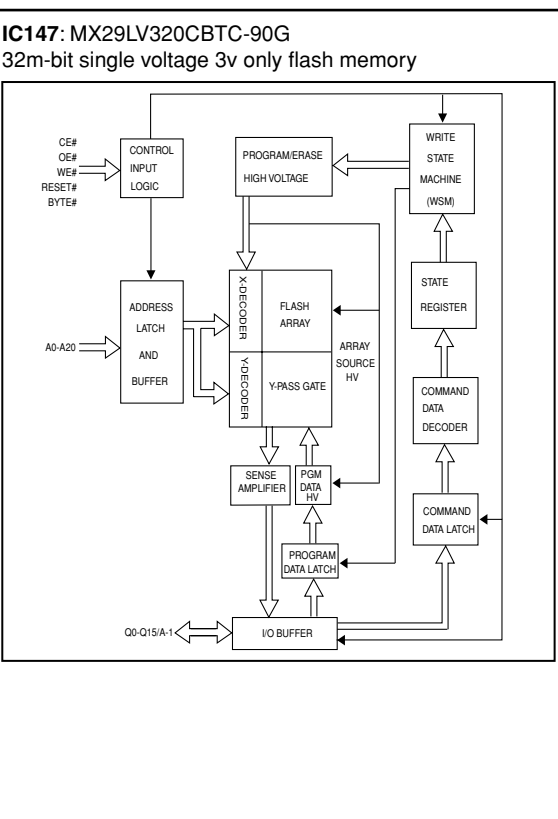 IC147: MX29LV320CBTC-90G
32m-bit single voltage 3v only flash memory
CE#
OE#
WE#
RESET#
BYTE#
CONTROL
INPUT
LOGIC
PROGRAM/ERASE
HIGH VOLTAGE
WRITE
STATE
MACHINE
(WSM)
A0-A20
ADDRESS
LATCH
AND
BUFFER
X-DECODER
FLASH
ARRAY
Y-DECODER
Y-PASS GATE
ARRAY
SOURCE
HV
STATE
REGISTER
COMMAND
DATA
DECODER
SENSE
AMPLIFIER
PGM
DATA
HV
COMMAND
DATA LATCH
PROGRAM
DATA LATCH
Q0-Q15/A-1
I/O BUFFER